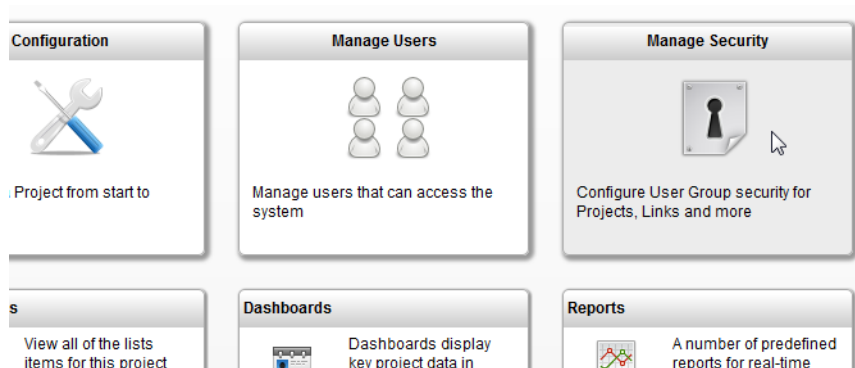 Configuration
Project from start to
Manage Users
Manage users that can access the
system
Manage Security
Configure User Group security for
Projects, Links and more
s
View all of the lists
items for this project
Dashboards
Dashboards display
key project data in
Reports
A number of predefined
reports for real-time